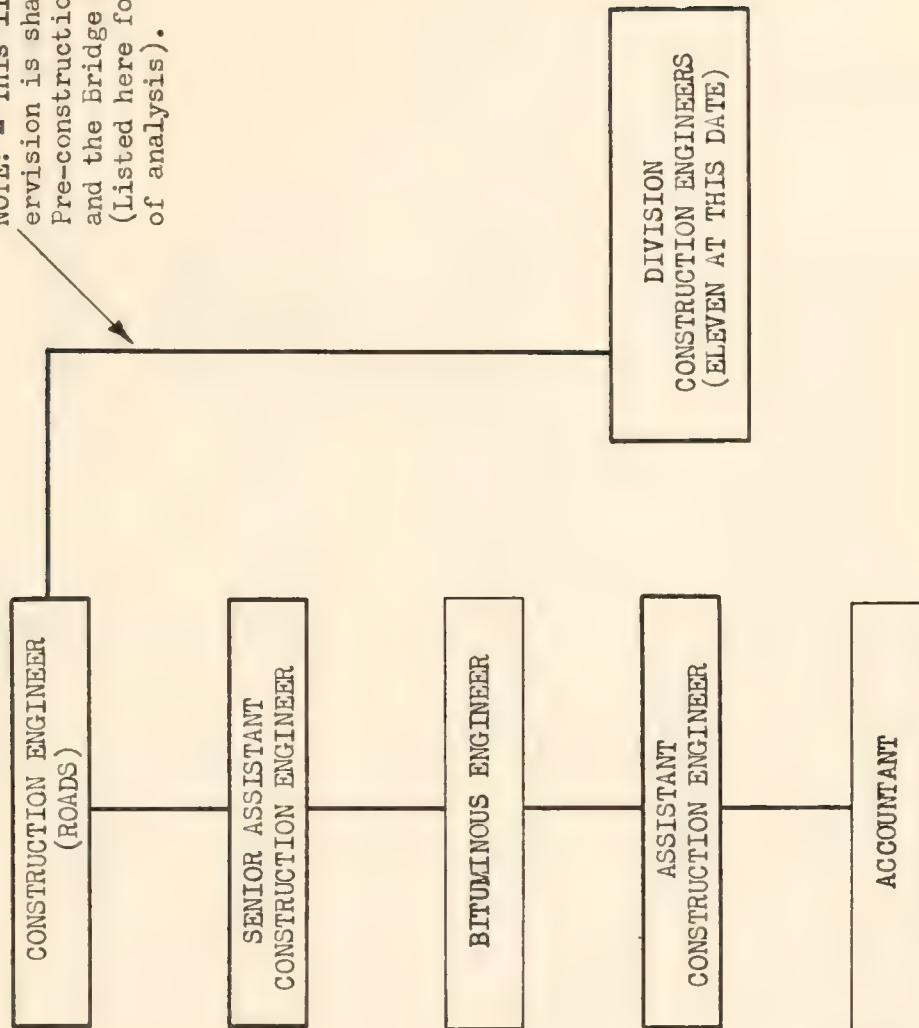 NOTE: - This
ervision is sha
Pre-constructio
and the Bridge
(Listed here fo
of analysis).
CONSTRUCTION ENGINEER
(ROADS)
SENIOR ASSISTANT
CONSTRUCTION ENGINEER
BITUMINOUS ENGINEER
ASSISTANT
CONSTRUCTION ENGINEER
ACCOUNTANT
DIVISION
CONSTRUCTION ENGINEERS
(ELEVEN AT THIS DATE)